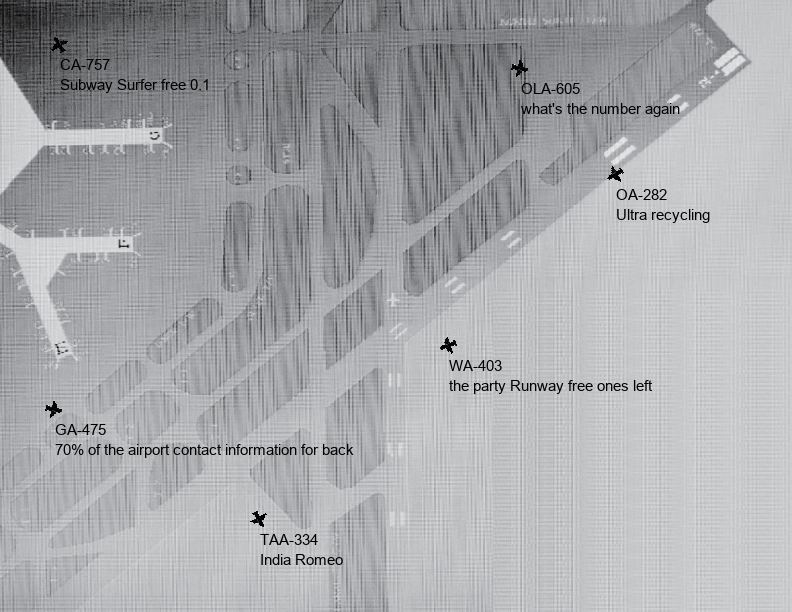 CA-757
Subway Surfer free 0.1
OLA-605
what's the number again
OA-282
Ultra recycling
WA-403
the party Runway free ones left
GA-475
70% of the airport contact information for back
TAA-334
India Romeo